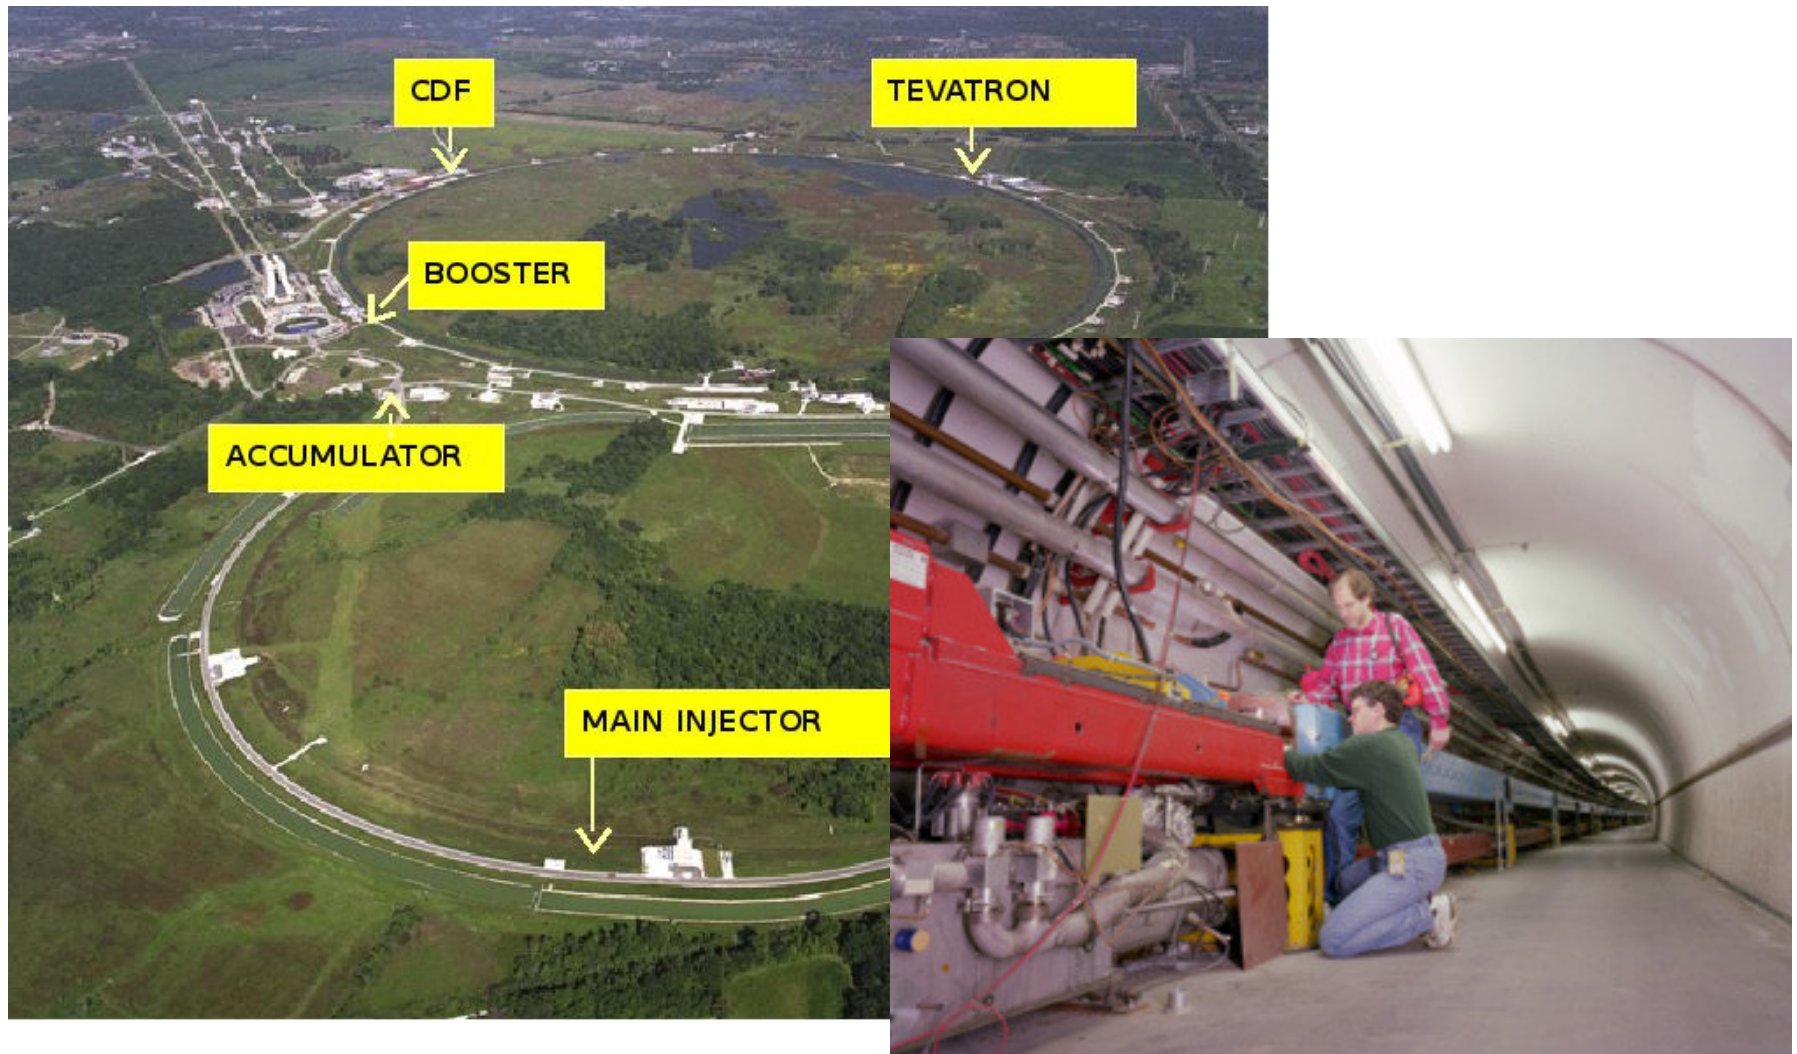 CDF
TEVATRON
BOOSTER
ACCUMULATOR
MAIN INJECTOR